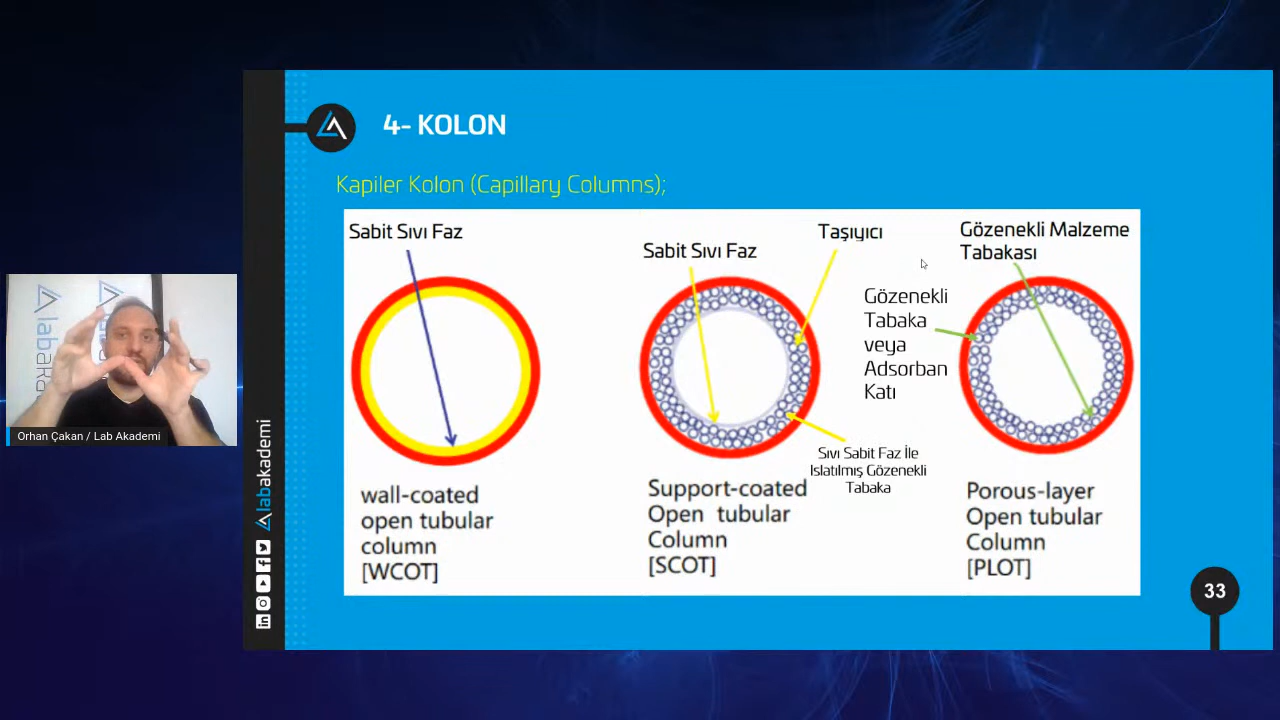 4- KOLON
Kapiler Kolon (Capillary Columns);
Sabit Sıvı Faz
wall-coated
open tubular
column
[WCOT]
Sabit Sıvı Faz
Taşıyıcı
Sıvı Sabit Faz İle
Islatılmış Gözenekli
Tabaka
Support-coated
Open tubular
Column
[SCOT]
Gözenekli Malzeme
Tabakası
Gözenekli
Tabaka
veya
Adsorban
Katı
Porous-layer
Open tubular
Column
[PLOT]
33
labakademi
labaka
Orhan Çakan / Lab Akademi